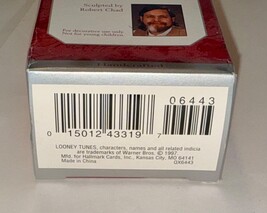 Sculpted by
Robert Chad
For decorative use only.
Not for young children.
Handcrafted
06443
0 15012 43319 7
LOONEY TUNES, characters, names and all related indicia
are trademarks of Warner Bros. © 1997.
Mfd. for Hallmark Cards, Inc., Kansas City, MO 64141
Made in China QX6443